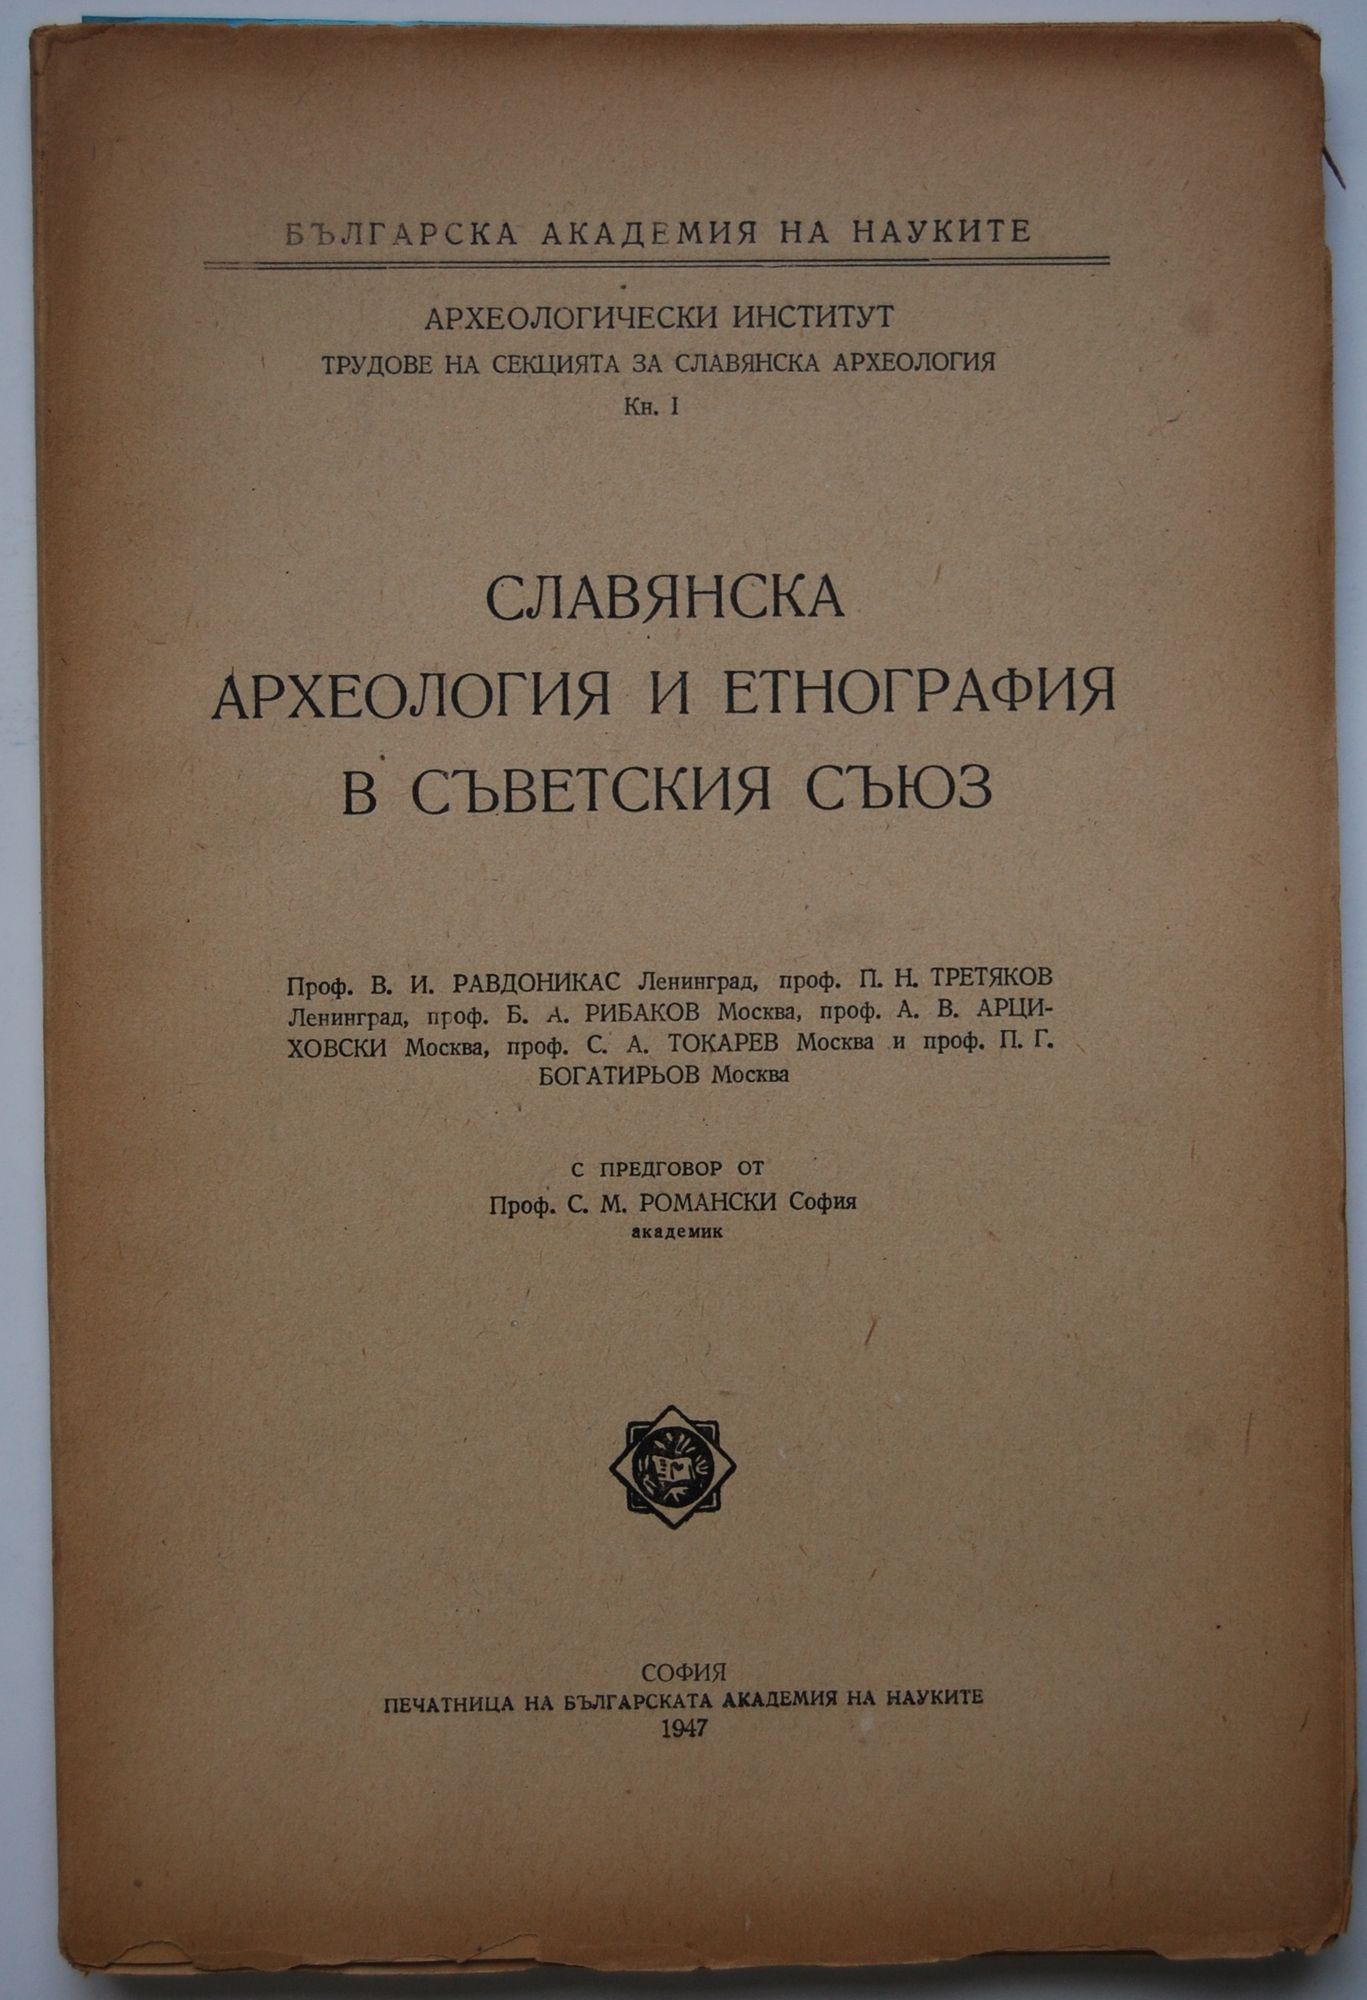 БЪЛГАРСКА АКАДЕМИЯ НА НАУКИТЕ
АРХЕОЛОГИЧЕСКИ ИНСТИТУТ
ТРУДОВЕ НА СЕКЦИЯТА ЗА СЛАВЯНСКА АРХЕОЛОГИЯ
Кн. I
СЛАВЯНСКА
АРХЕОЛОГИЯ И ЕТНОГРАФИЯ
В СЪВЕТСКИЯ СЪЮЗ
Проф. В. И. РАВДОНИКАС Ленинград, проф. П. Н. ТРЕТЯКОВ
Ленинград, проф. Б. А. РИБАКОВ Москва, проф. А. В. АРЦИ-
ХОВСКИ Москва, проф. С. А. ТОКАРЕВ Москва и проф. П. Г.
БОГАТИРЬОВ Москва
С ПРЕДГОВОР ОТ
Проф. С. М. РОМАНСКИ София
академик
СОФИЯ
ПЕЧАТНИЦА НА БЪЛГАРСКАТА АКАДЕМИЯ НА НАУКИТЕ
1947